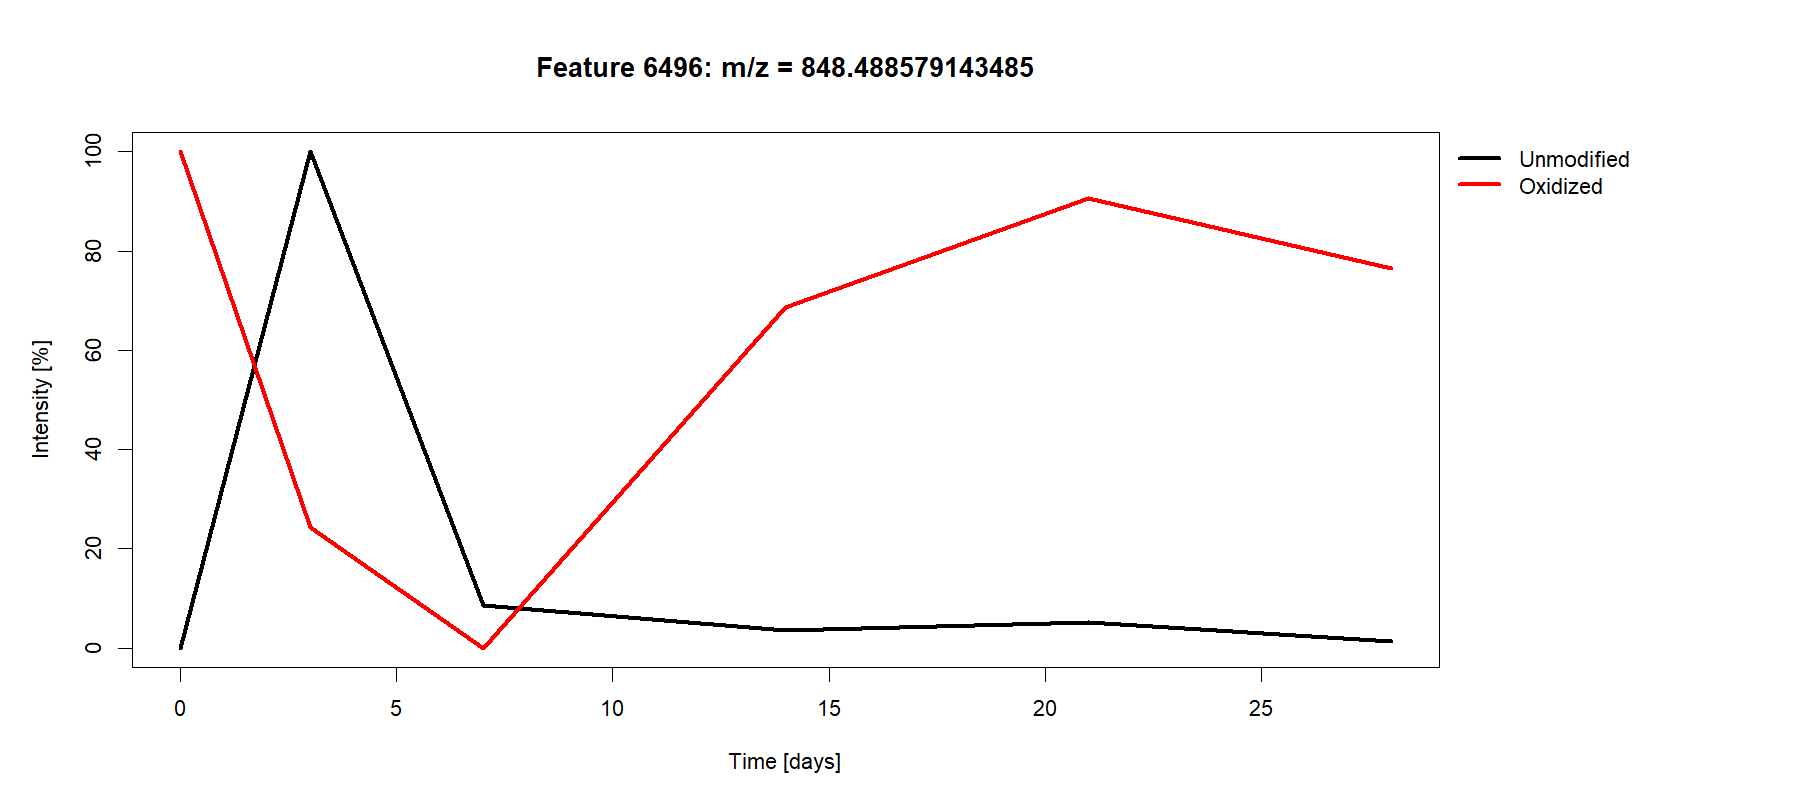 Feature 6496: m/z = 848.488579143485
Unmodified
Oxidized
Intensity [%]
100
80
60
40
20
0
0 5 10 15 20 25
Time [days]